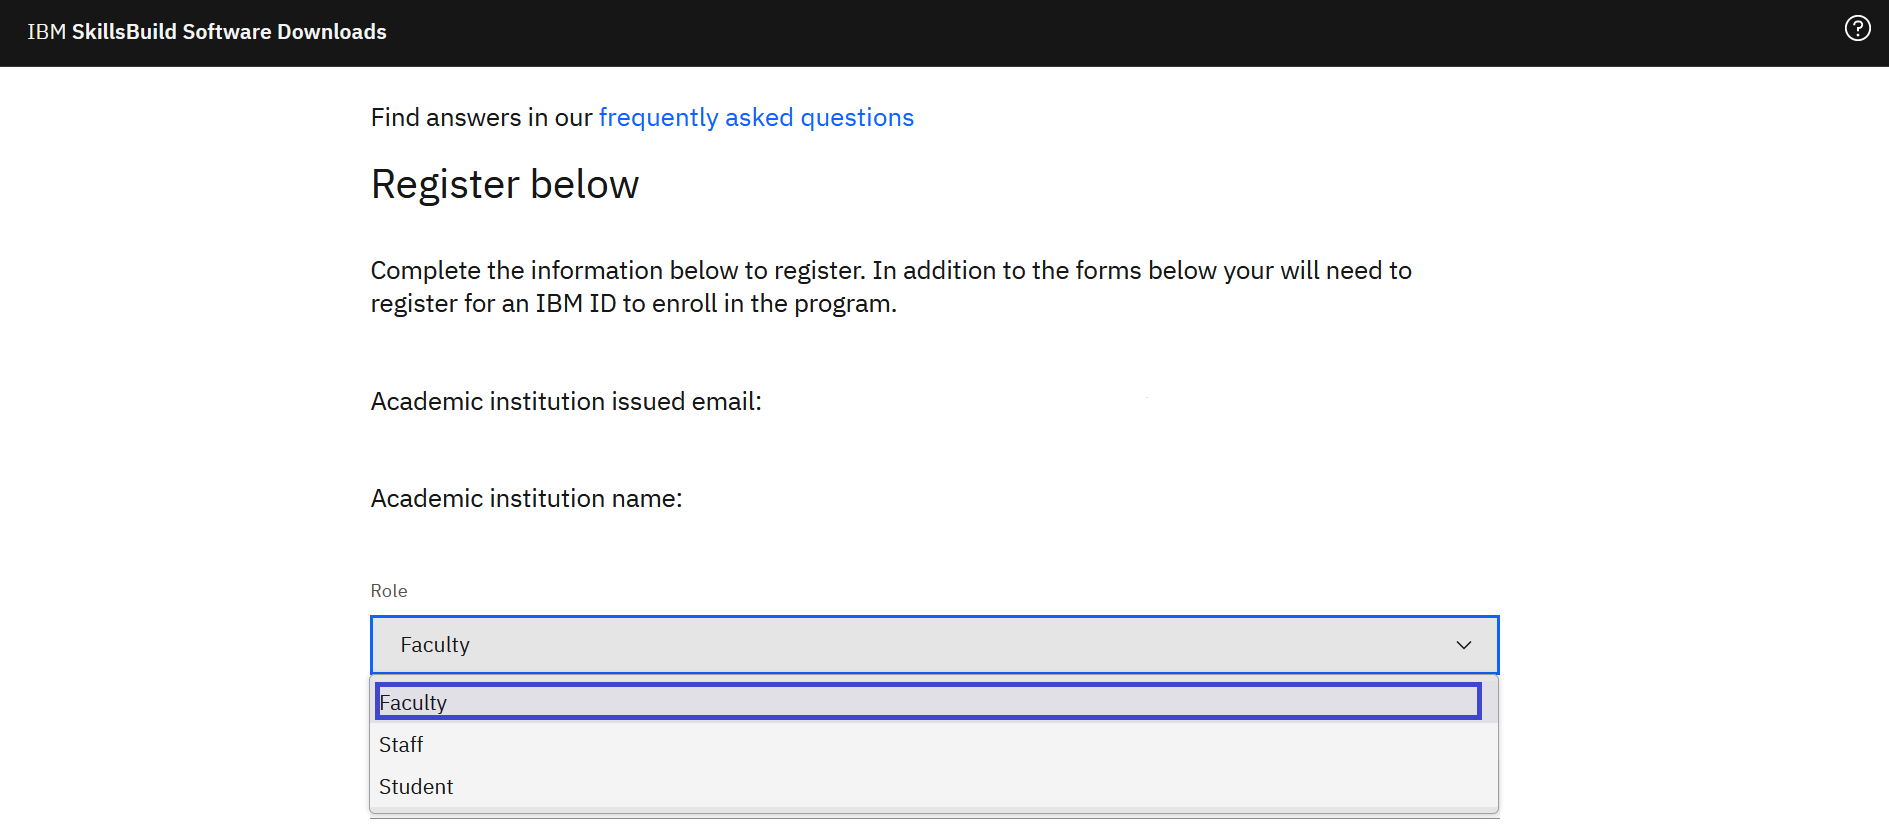 IBM SkillsBuild Software Downloads
Find answers in our frequently asked questions
Register below
Complete the information below to register. In addition to the forms below your will need to
register for an IBM ID to enroll in the program.
Academic institution issued email:
Academic institution name:
Role
Faculty
Faculty
Staff
Student